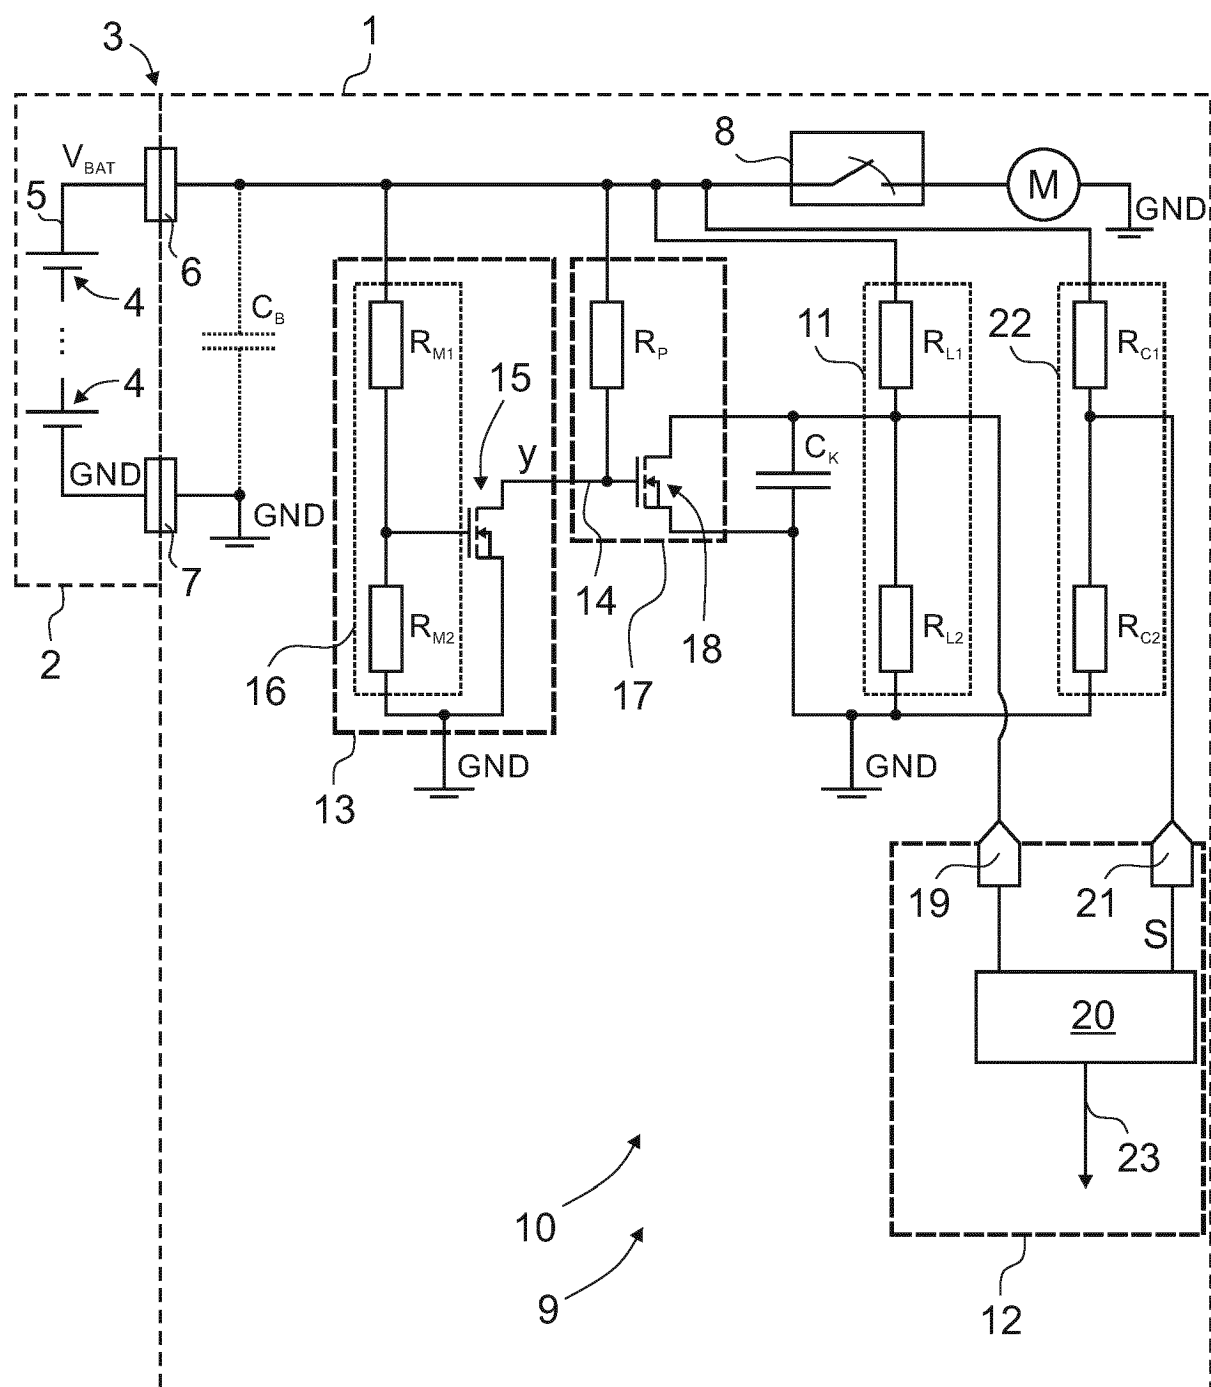 1
3
8
V_BAT
M
5
GND
6
4
C_B
11
22
R_M1
R_P
R_L1
R_C1
4
15
y
C_K
GND
GND
7
14
R_M2
R_L2
R_C2
2
18
16
17
GND
GND
13
19
21
S
20
23
10
9
12